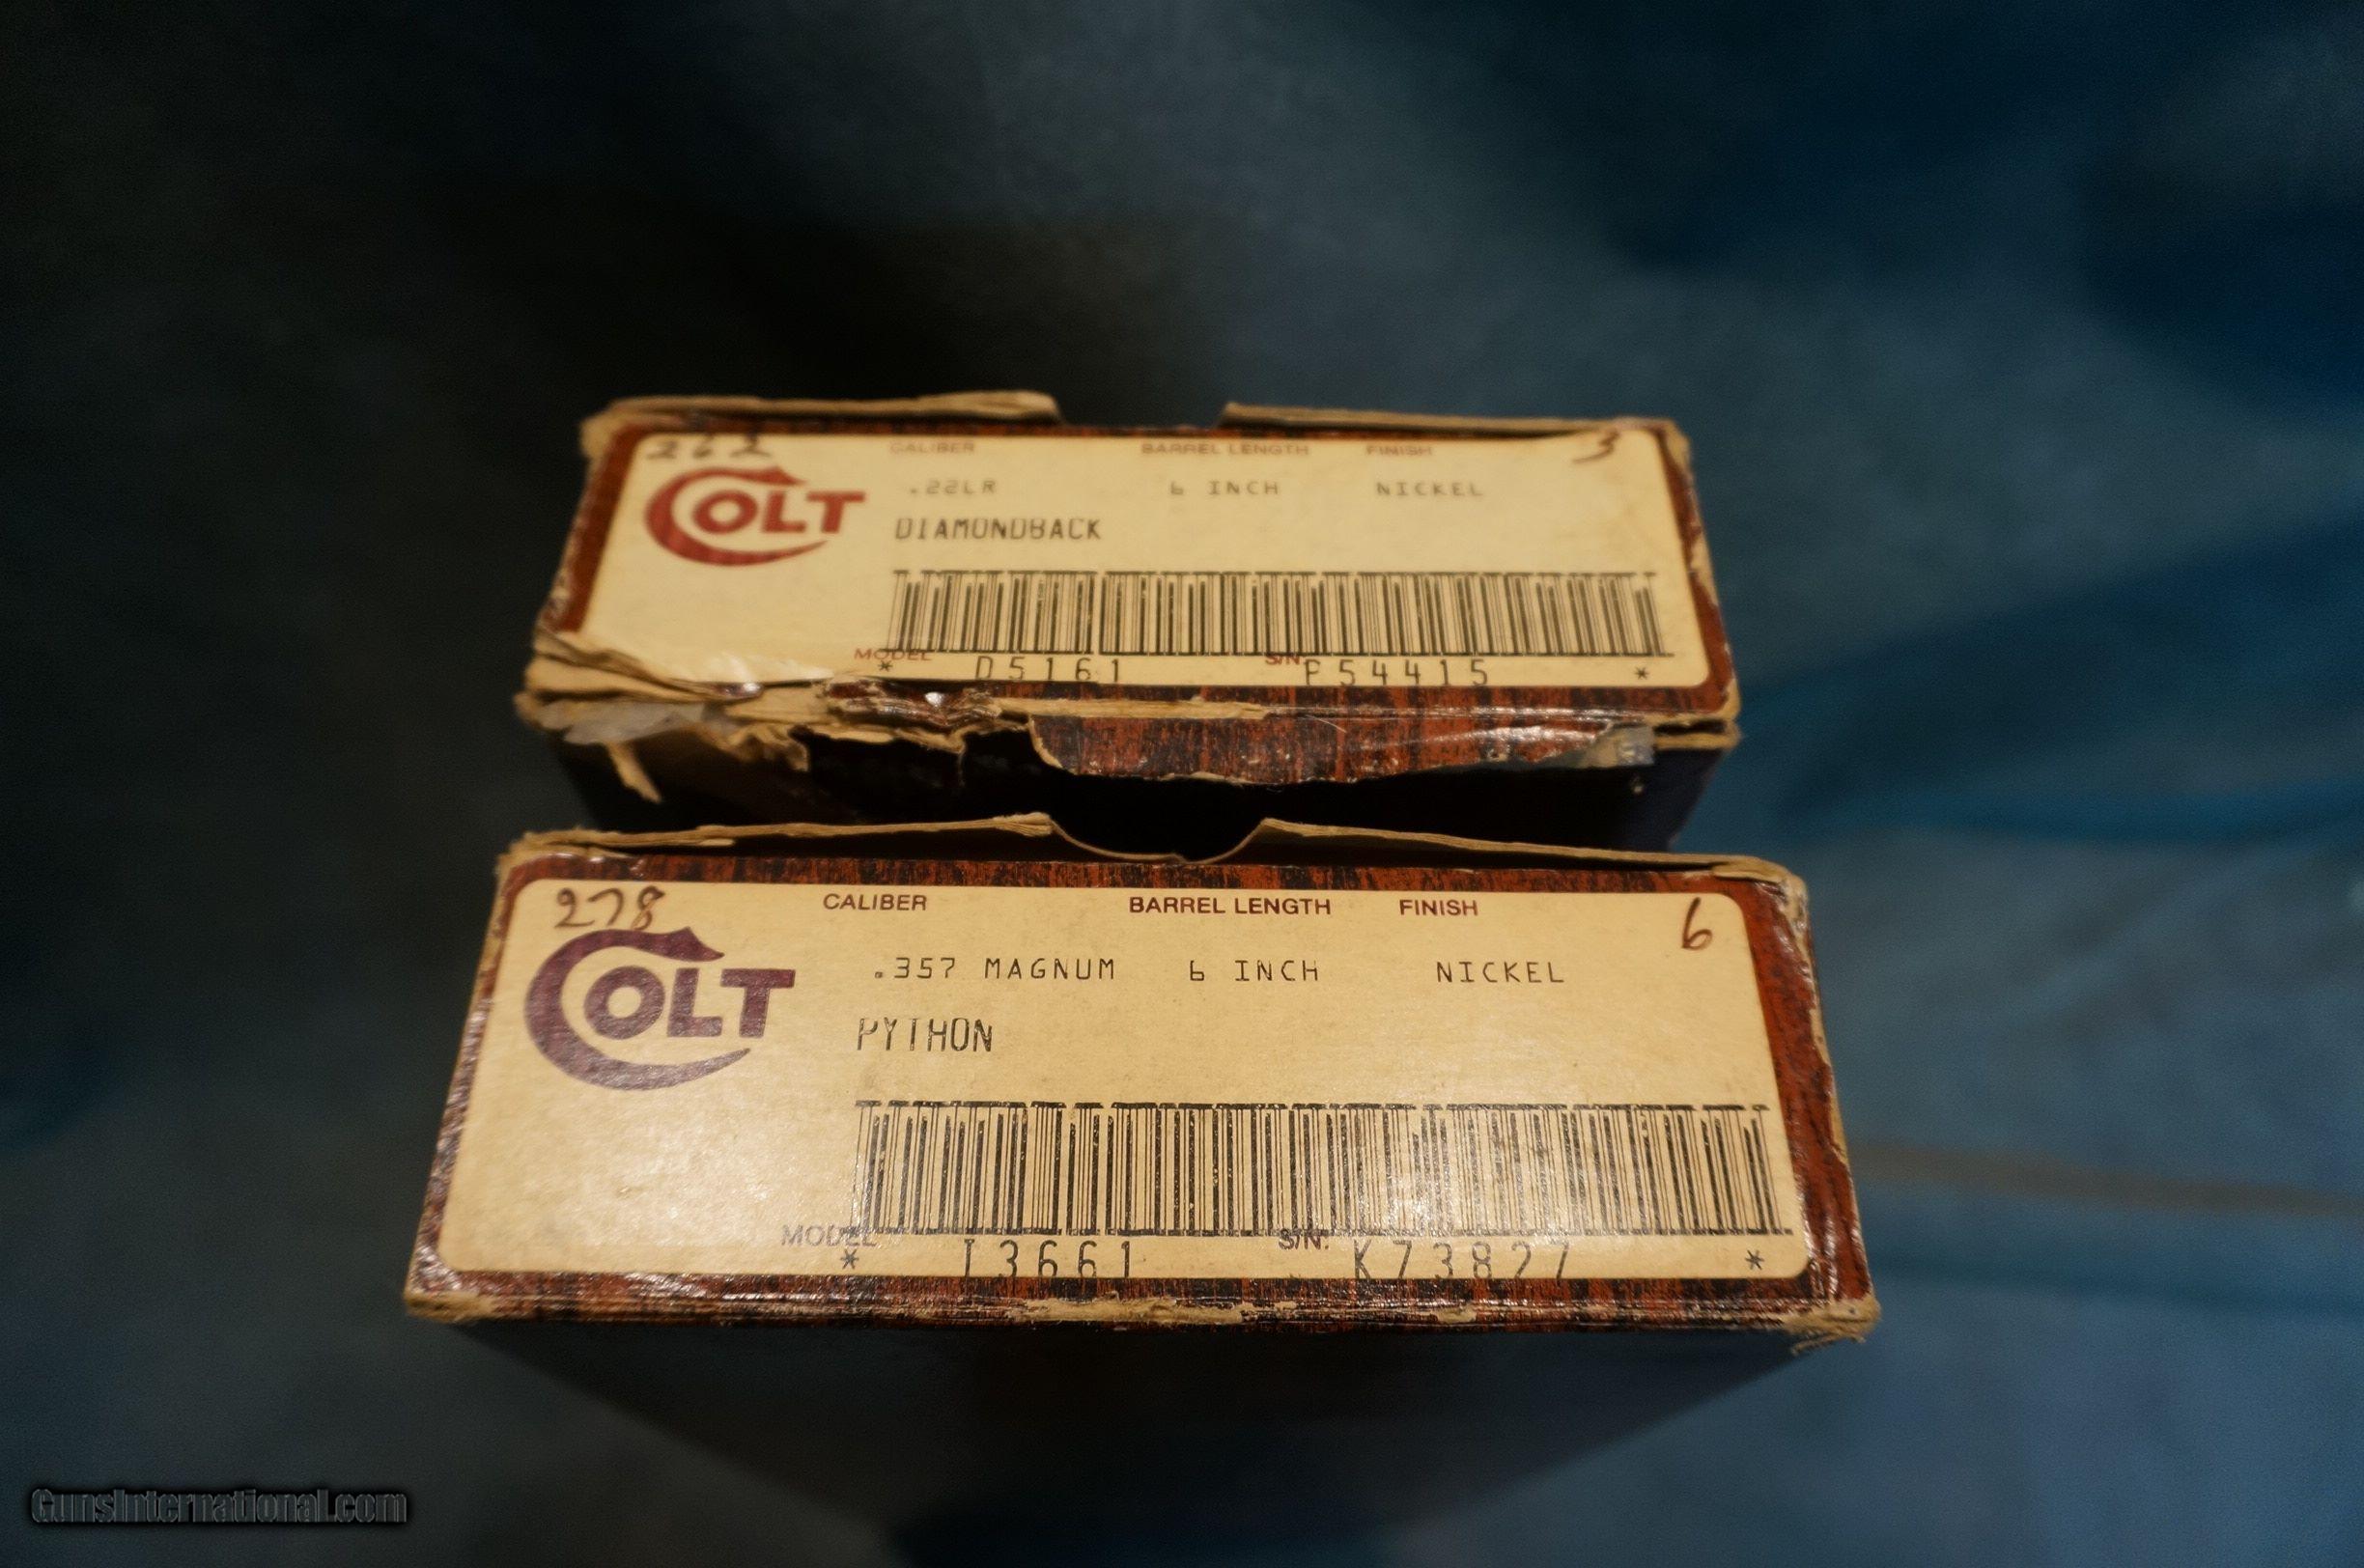 262
3
CALIBER BARREL LENGTH FINISH
COLT
.22LR 6 INCH NICKEL
DIAMONDBACK
MODEL S/N:
* D5161 P54415 *
278
6
CALIBER BARREL LENGTH FINISH
COLT
.357 MAGNUM 6 INCH NICKEL
PYTHON
MODEL S/N:
* I3661 K73827 *
GunsInternational.com